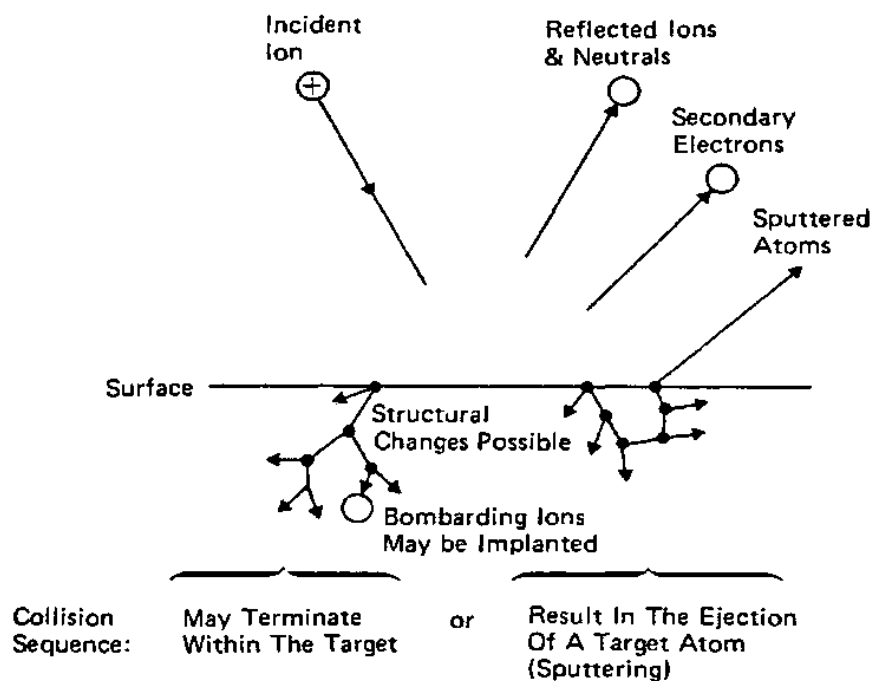 Incident
Ion
+
Reflected Ions
& Neutrals
Secondary
Electrons
Sputtered
Atoms
Surface
Structural
Changes Possible
Bombarding Ions
May be Implanted
Collision
Sequence:
May Terminate
Within The Target
or
Result In The Ejection
Of A Target Atom
(Sputtering)